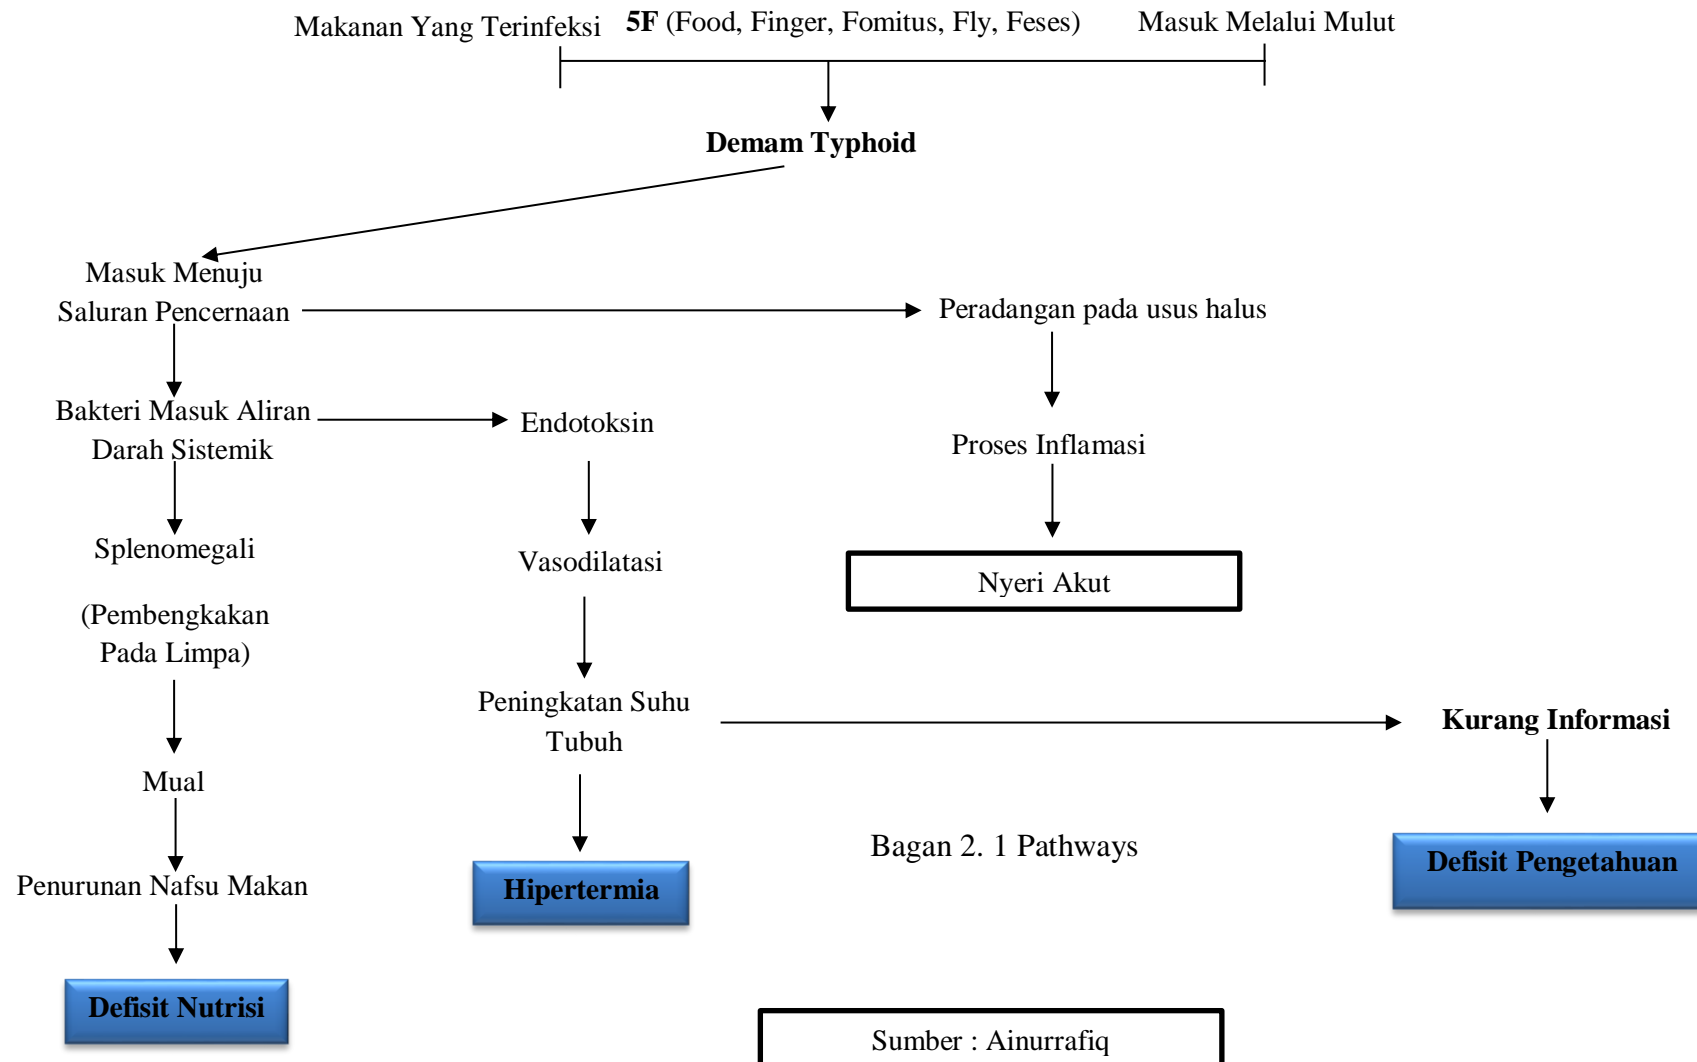 Makanan Yang Terinfeksi
5F (Food, Finger, Fomitus, Fly, Feses)
Masuk Melalui Mulut
Demam Typhoid
Masuk Menuju
Saluran Pencernaan
Peradangan pada usus halus
Bakteri Masuk Aliran
Darah Sistemik
Endotoksin
Proses Inflamasi
Splenomegali
Vasodilatasi
Nyeri Akut
(Pembengkakan
Pada Limpa)
Peningkatan Suhu
Tubuh
Kurang Informasi
Mual
Bagan 2. 1 Pathways
Defisit Pengetahuan
Penurunan Nafsu Makan
Hipertermia
Defisit Nutrisi
Sumber : Ainurrafiq